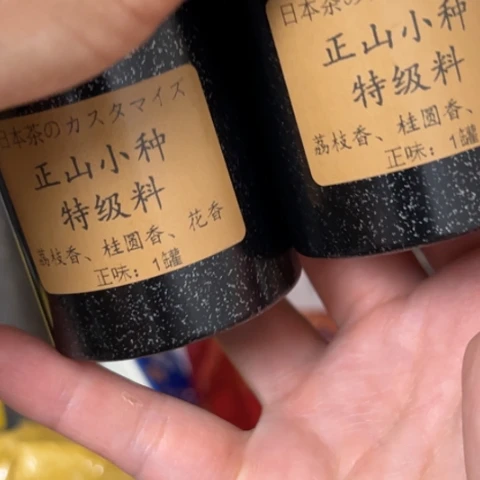 日本茶のカスタマイズ
正山小种
特级料
荔枝香、桂圆香、花香
正味：1罐
日本茶の
正山小种
特级料
荔枝香、桂圆香、
正味：1罐